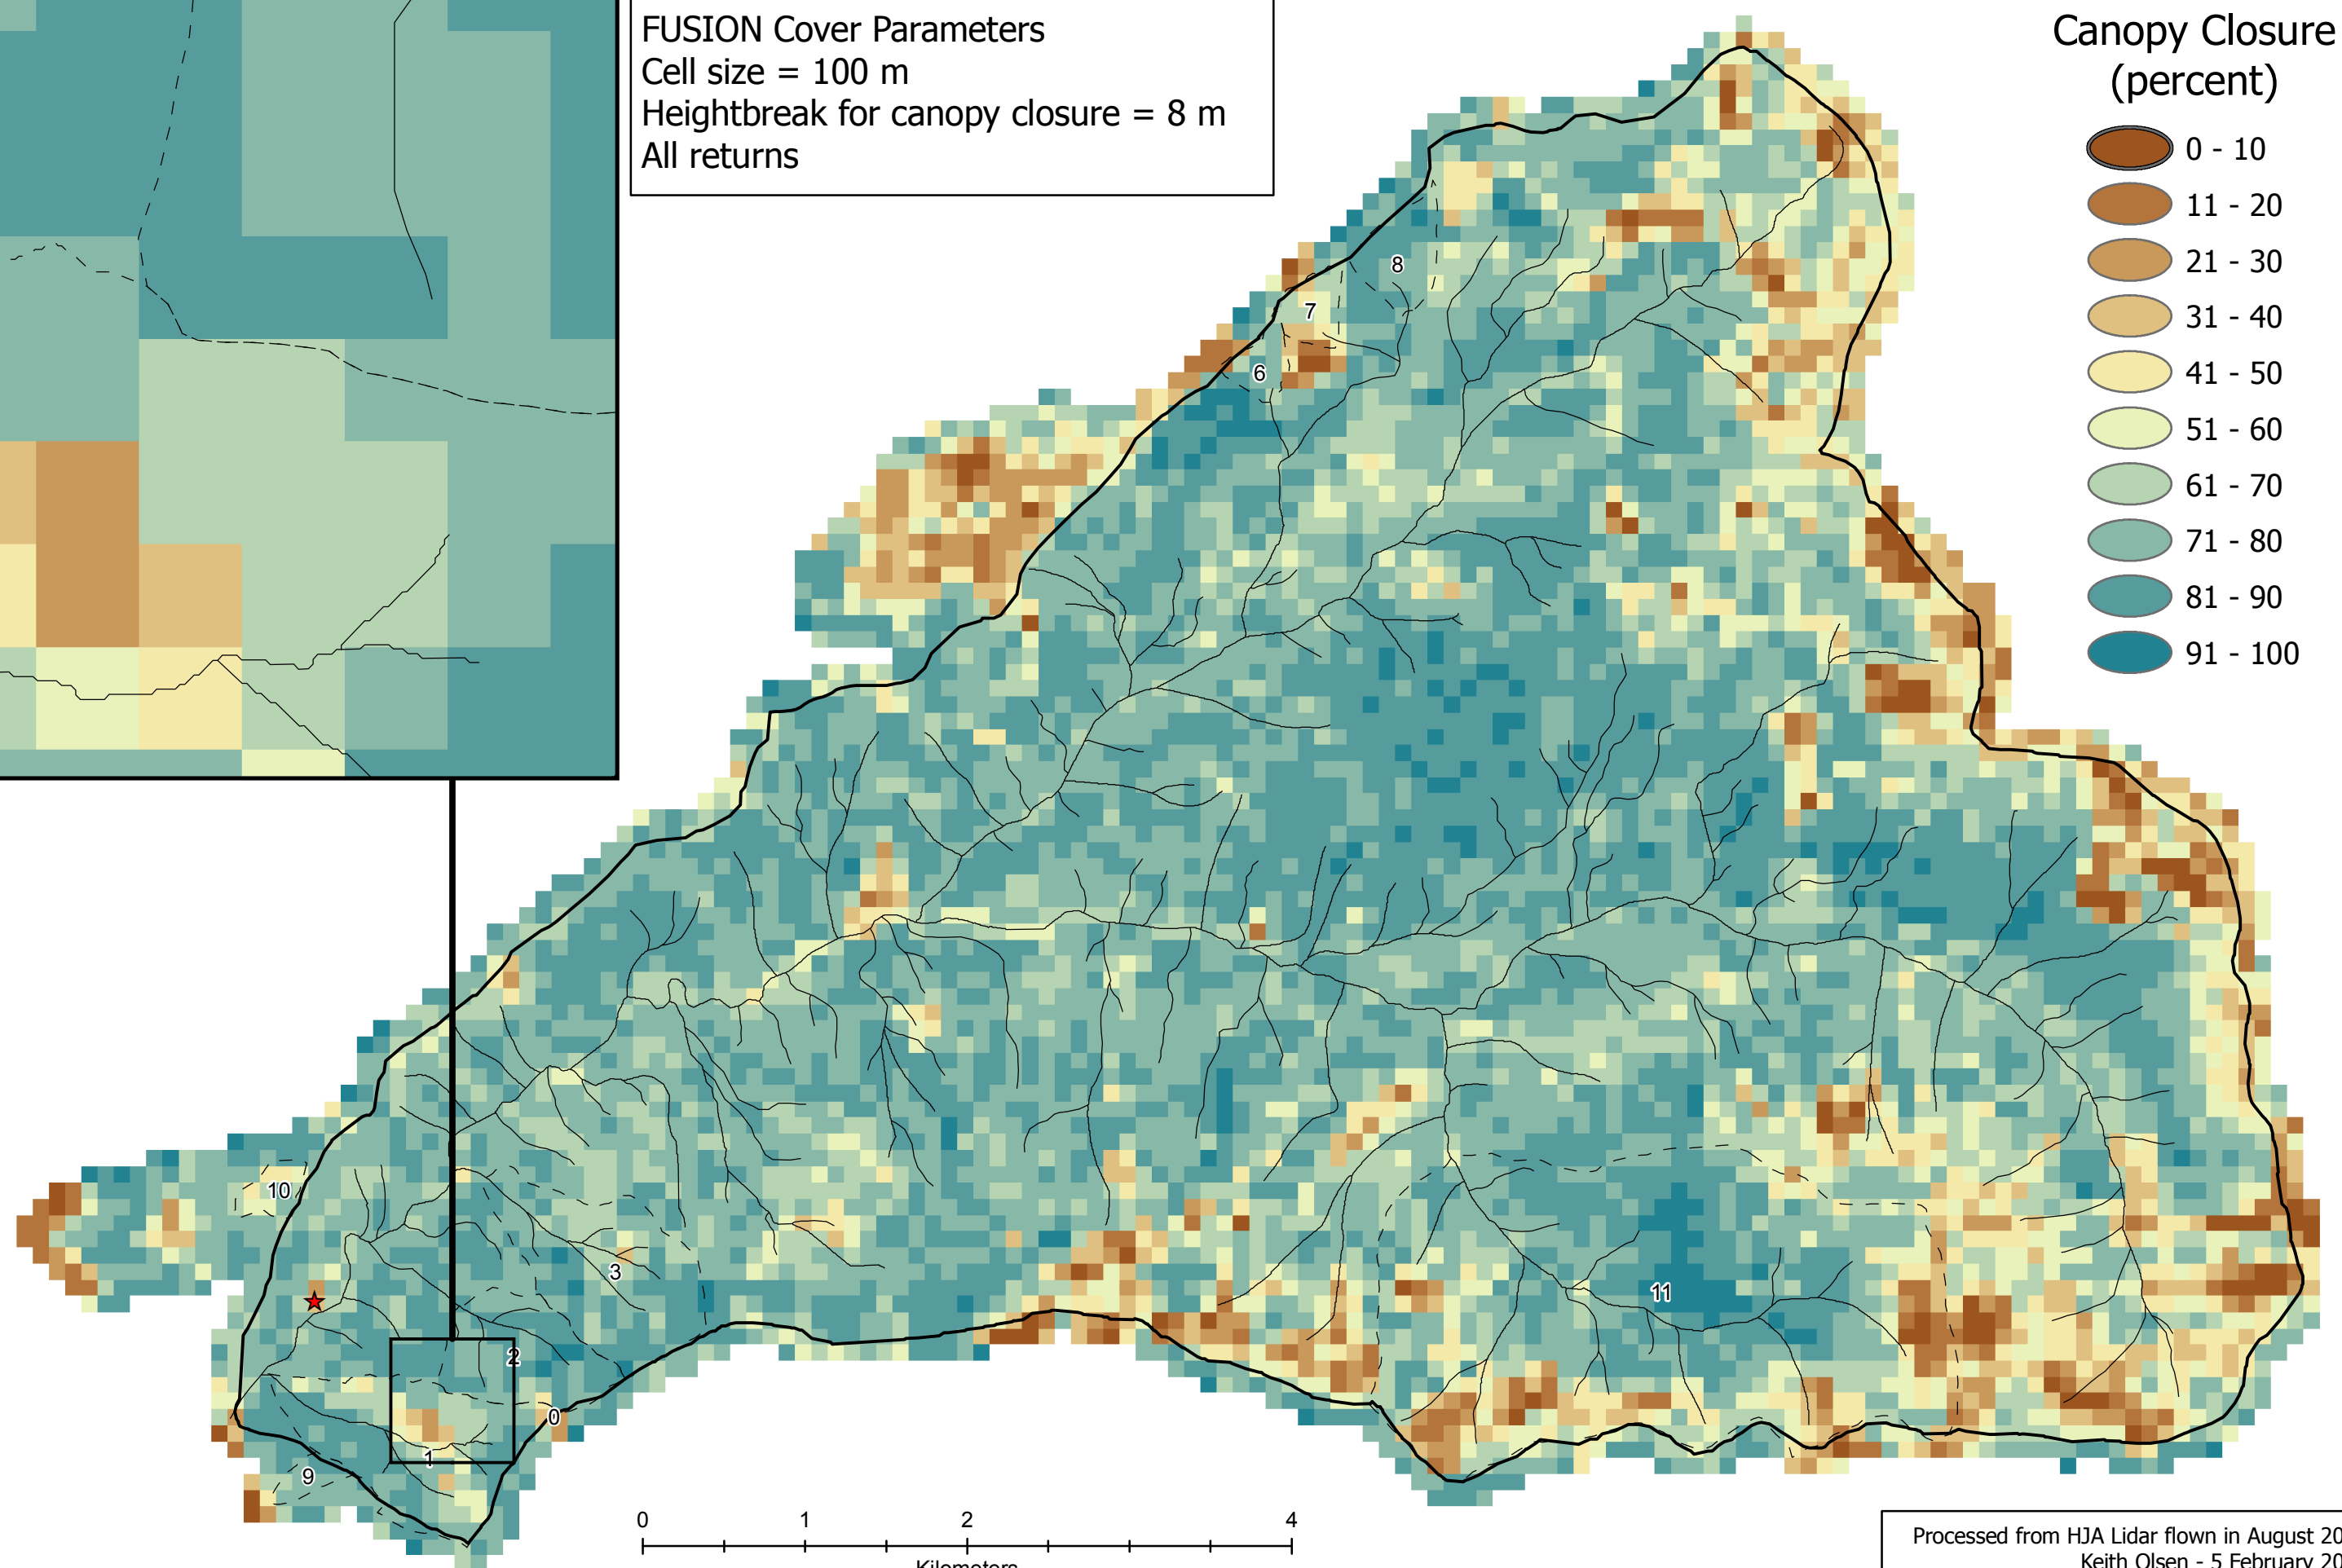 FUSION Cover Parameters
Cell size = 100 m
Heightbreak for canopy closure = 8 m
All returns
Canopy Closure
(percent)
0 - 10
11 - 20
21 - 30
31 - 40
41 - 50
51 - 60
61 - 70
71 - 80
81 - 90
91 - 100
8
7
6
10
3
11
2
0
1
9
0 1 2 4
Kilometers
Processed from HJA Lidar flown in August 20
Keith Olsen - 5 February 20